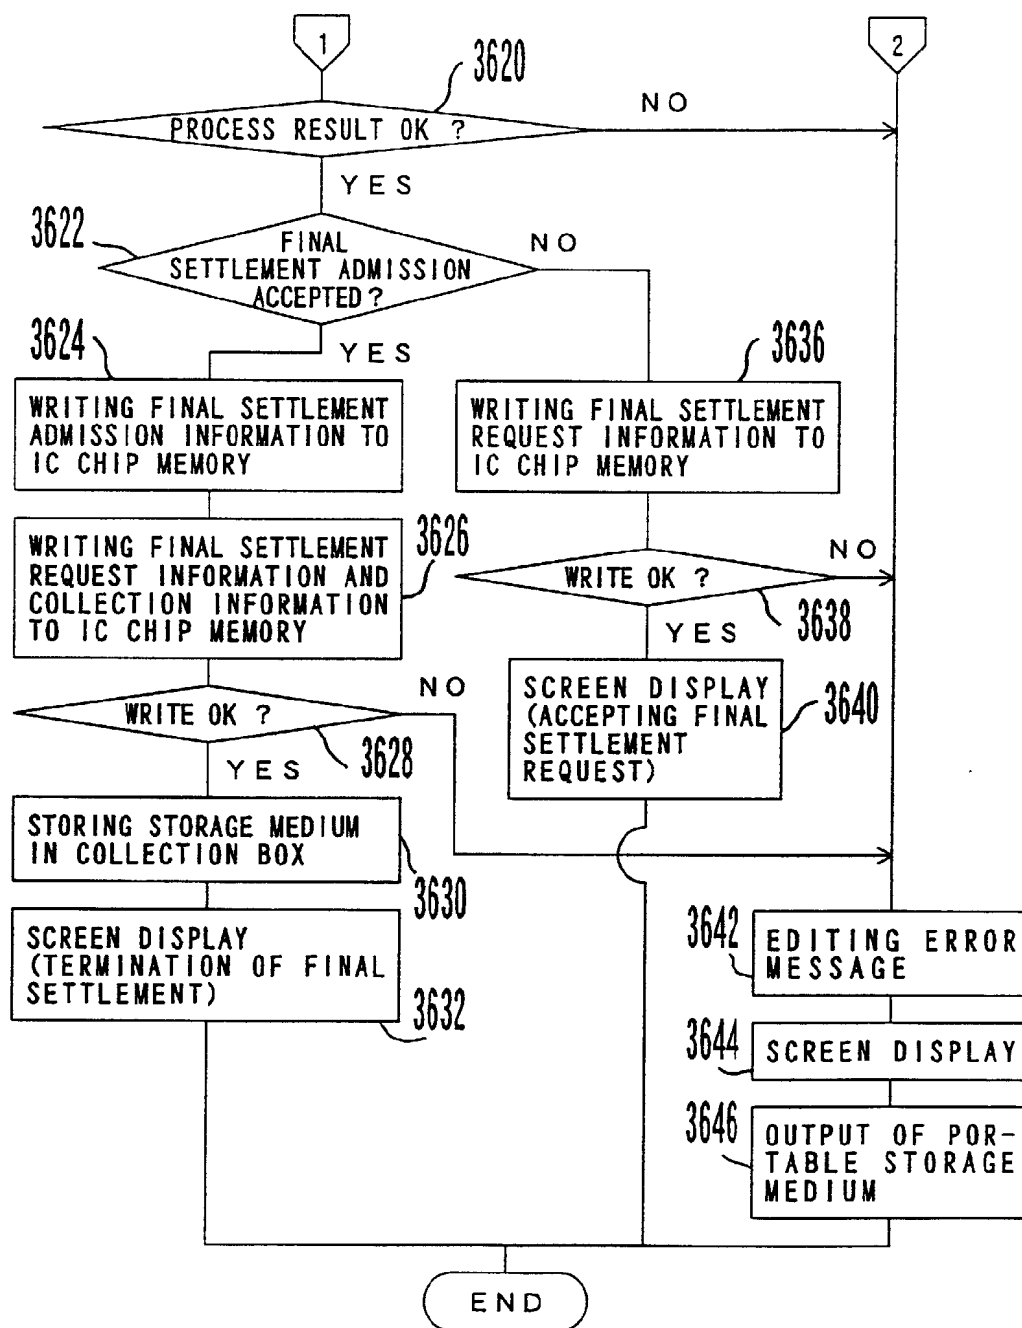 1
2
3620
NO
PROCESS RESULT OK ?
YES
3622
FINAL
SETTLEMENT ADMISSION
ACCEPTED?
NO
YES
3624
WRITING FINAL SETTLEMENT
ADMISSION INFORMATION TO
IC CHIP MEMORY
3636
WRITING FINAL SETTLEMENT
REQUEST INFORMATION TO
IC CHIP MEMORY
3626
WRITING FINAL SETTLEMENT
REQUEST INFORMATION AND
COLLECTION INFORMATION
TO IC CHIP MEMORY
WRITE OK ?
NO
3638
YES
WRITE OK ?
NO
3628
YES
SCREEN DISPLAY
(ACCEPTING FINAL
SETTLEMENT
REQUEST)
3640
STORING STORAGE MEDIUM
IN COLLECTION BOX
3630
SCREEN DISPLAY
(TERMINATION OF FINAL
SETTLEMENT)
3632
3642
EDITING ERROR
MESSAGE
3644
SCREEN DISPLAY
3646
OUTPUT OF POR-
TABLE STORAGE
MEDIUM
END